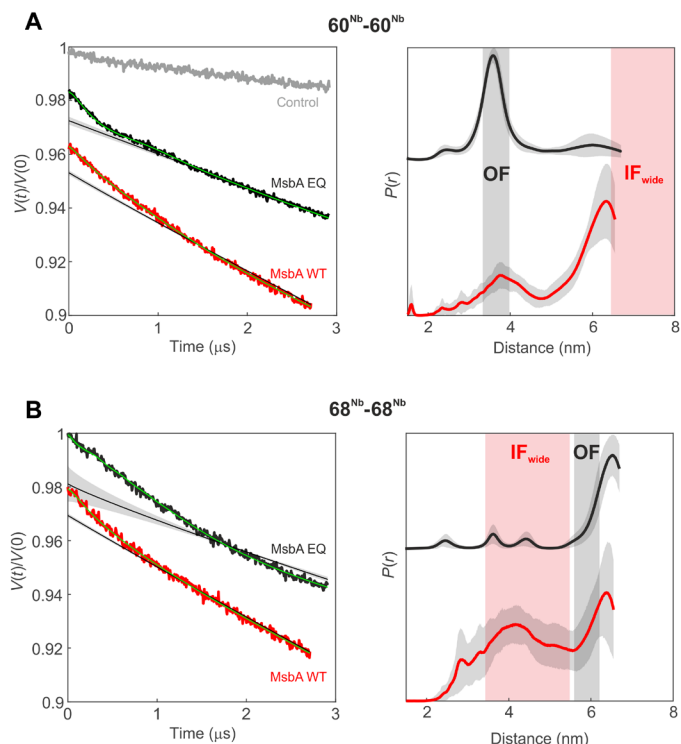 A
60Nb-60Nb
1
0.98
0.96
0.94
0.92
0.9
V(t)/V(0)
Control
MsbA EQ
MsbA WT
0
1
2
3
Time (μs)
P(r)
OF
IFwide
2
4
6
8
Distance (nm)
B
68Nb-68Nb
1
0.98
0.96
0.94
0.92
0.9
V(t)/V(0)
MsbA EQ
MsbA WT
0
1
2
3
Time (μs)
P(r)
IFwide
OF
2
4
6
8
Distance (nm)